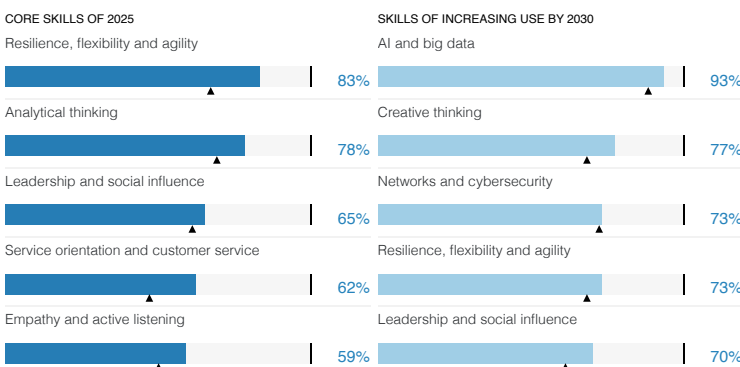 CORE SKILLS OF 2025
Resilience, flexibility and agility
83%
Analytical thinking
78%
Leadership and social influence
65%
Service orientation and customer service
62%
Empathy and active listening
59%
SKILLS OF INCREASING USE BY 2030
AI and big data
93%
Creative thinking
77%
Networks and cybersecurity
73%
Resilience, flexibility and agility
73%
Leadership and social influence
70%